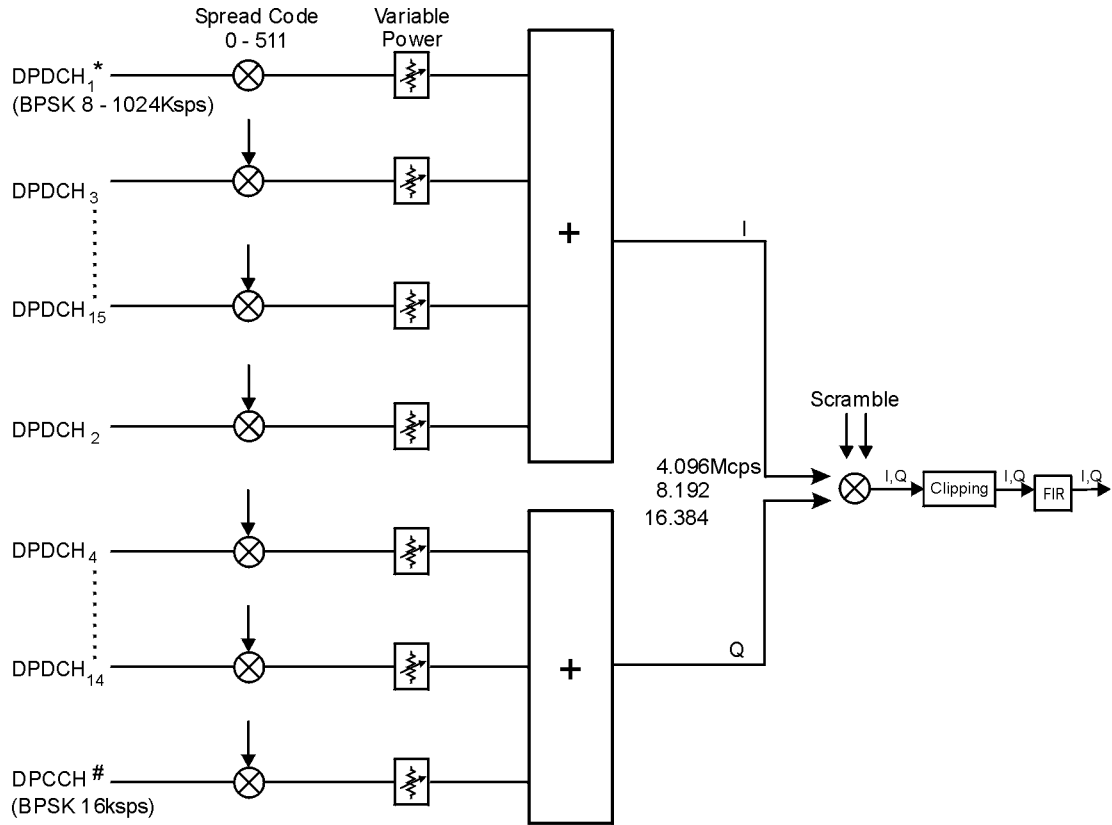 Spread Code
0 - 511
Variable
Power
DPDCH1*
(BPSK 8 - 1024Ksps)
DPDCH3
DPDCH15
DPDCH2
DPDCH4
DPDCH14
DPCCH#
(BPSK 16ksps)
+
+
I
Q
4.096Mcps
8.192
16.384
Scramble
I,Q
Clipping
I,Q
FIR
I,Q